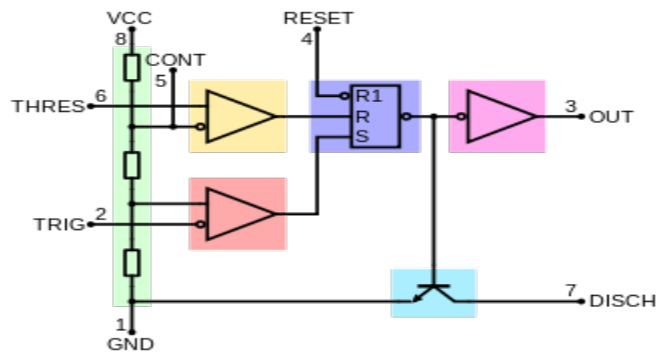 VCC
8
RESET
4
CONT
5
THRES
6
R1
R
S
3
OUT
TRIG
2
7
DISCH
1
GND